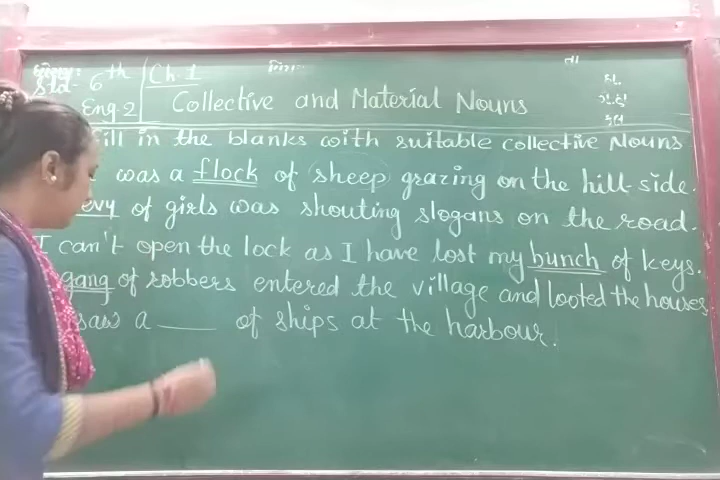 Std- 6th Ch.1
Eng-2 Collective and Material Nouns
ill in the blanks with suitable collective Nouns
was a flock of sheep grazing on the hill-side.
evy of girls was shouting slogans on the road.
I can't open the lock as I have lost my bunch of keys.
gang of robbers entered the village and looted the houses.
saw a ____ of ships at the harbour.